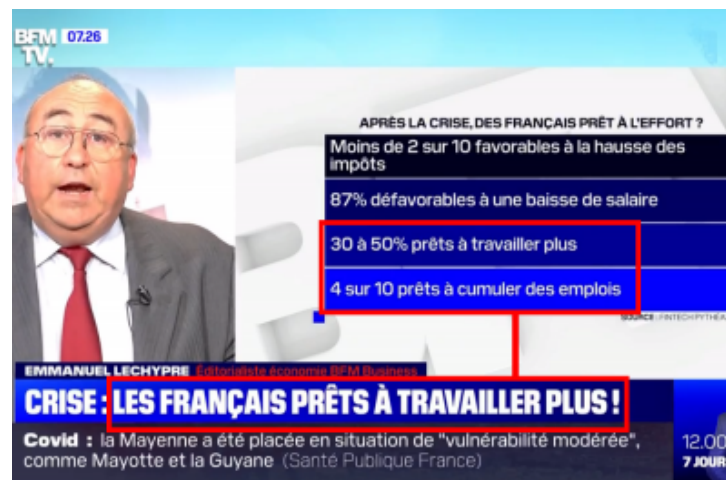 BFM 07.26
TV.
APRÈS LA CRISE, DES FRANÇAIS PRÊT À L'EFFORT ?
Moins de 2 sur 10 favorables à la hausse des
impôts
87% défavorables à une baisse de salaire
30 à 50% prêts à travailler plus
4 sur 10 prêts à cumuler des emplois
SOURCE : FINTECH PYTHEA
EMMANUEL LECHYPRE Éditorialiste économie BFM Business
CRISE : LES FRANÇAIS PRÊTS À TRAVAILLER PLUS !
Covid : la Mayenne a été placée en situation de "vulnérabilité modérée",
comme Mayotte et la Guyane (Santé Publique France)
12.00
7 JOUR